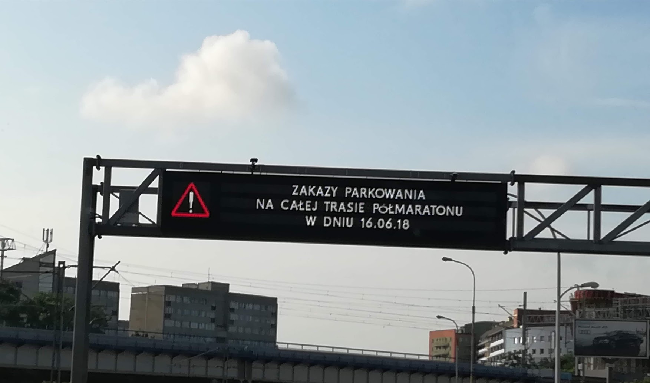 ZAKAZY PARKOWANIA
NA CAŁEJ TRASIE PÓŁMARATONU
W DNIU 16.06.18